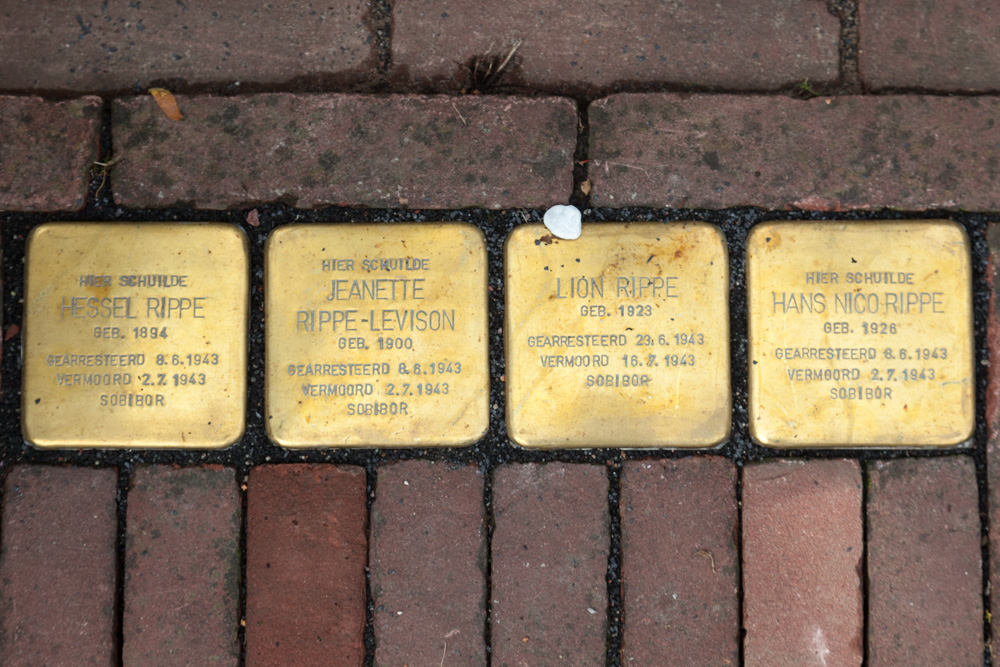 HIER SCHUILDE
HESSEL RIPPE
GEB. 1894
GEARRESTEERD 8.6.1943
VERMOORD 2.7.1943
SOBIBOR
HIER SCHUILDE
JEANETTE
RIPPE-LEVISON
GEB. 1900
GEARRESTEERD 8.6.1943
VERMOORD 2.7.1943
SOBIBOR
LION RIPPE
GEB. 1923
GEARRESTEERD 23.6.1943
VERMOORD 16.7.1943
SOBIBOR
HIER SCHUILDE
HANS NICO RIPPE
GEB. 1926
GEARRESTEERD 8.6.1943
VERMOORD 2.7.1943
SOBIBOR